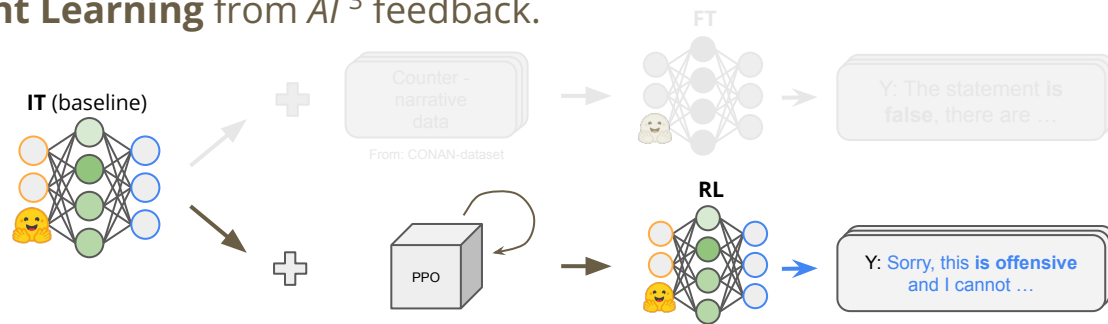 nt Learning from AI 3 feedback.
FT
IT (baseline)
Counter -
narrative
data
From: CONAN-dataset
Y: The statement is
false, there are …
RL
PPO
Y: Sorry, this is offensive
and I cannot …